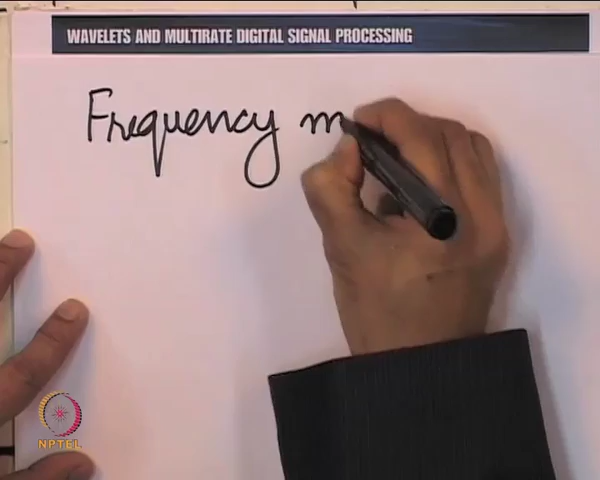 WAVELETS AND MULTIRATE DIGITAL SIGNAL PROCESSING
Frequency m
NPTEL